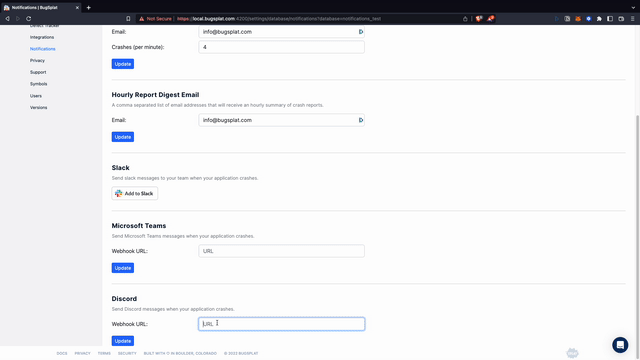 Notifications | BugSplat
Not Secure
https://local.bugsplat.com:4200/settings/database/notifications?database=notifications_test
Integrations
Notifications
Privacy
Support
Symbols
Users
Versions
Email:
info@bugsplat.com
Crashes (per minute):
4
Update
Hourly Report Digest Email
A comma separated list of email addresses that will receive an hourly summary of crash reports.
Email:
info@bugsplat.com
Update
Slack
Send slack messages to your team when your application crashes.
Add to Slack
Microsoft Teams
Send Microsoft Teams messages when your application crashes.
Webhook URL:
URL
Update
Discord
Send Discord messages when your application crashes.
Webhook URL:
URL
Update
DOCS
PRIVACY
TERMS
SECURITY
BUILT WITH IN BOULDER, COLORADO
© 2023 BUGSPLAT